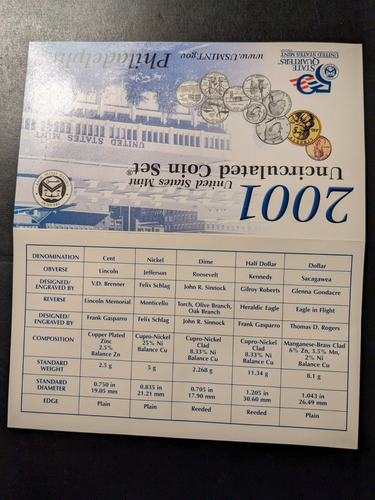 2001
United States Mint
Uncirculated Coin Set®
UNITED STATES MINT
Philadelphia
www.USMINT.gov
50
STATE
QUARTERS
UNITED STATES MINT
DENOMINATION Cent Nickel Dime Half Dollar Dollar
OBVERSE Lincoln Jefferson Roosevelt Kennedy Sacagawea
DESIGNED/ENGRAVED BY V.D. Brenner Felix Schlag John R. Sinnock Gilroy Roberts Glenna Goodacre
REVERSE Lincoln Memorial Monticello Torch, Olive Branch, Oak Branch Heraldic Eagle Eagle in Flight
DESIGNED/ENGRAVED BY Frank Gasparro Felix Schlag John R. Sinnock Frank Gasparro Thomas D. Rogers
COMPOSITION Copper Plated Zinc 2.5% Balance Zn Cupro-Nickel 25% Ni Balance Cu Cupro-Nickel Clad 8.33% Ni Balance Cu Cupro-Nickel Clad 8.33% Ni Balance Cu Manganese-Brass Clad 6% Zn, 3.5% Mn, 2% Ni Balance Cu
STANDARD WEIGHT 2.5 g 5 g 2.268 g 11.34 g 8.1 g
STANDARD DIAMETER 0.750 in 19.05 mm 0.835 in 21.21 mm 0.705 in 17.90 mm 1.205 in 30.60 mm 1.043 in 26.49 mm
EDGE Plain Plain Reeded Reeded Plain